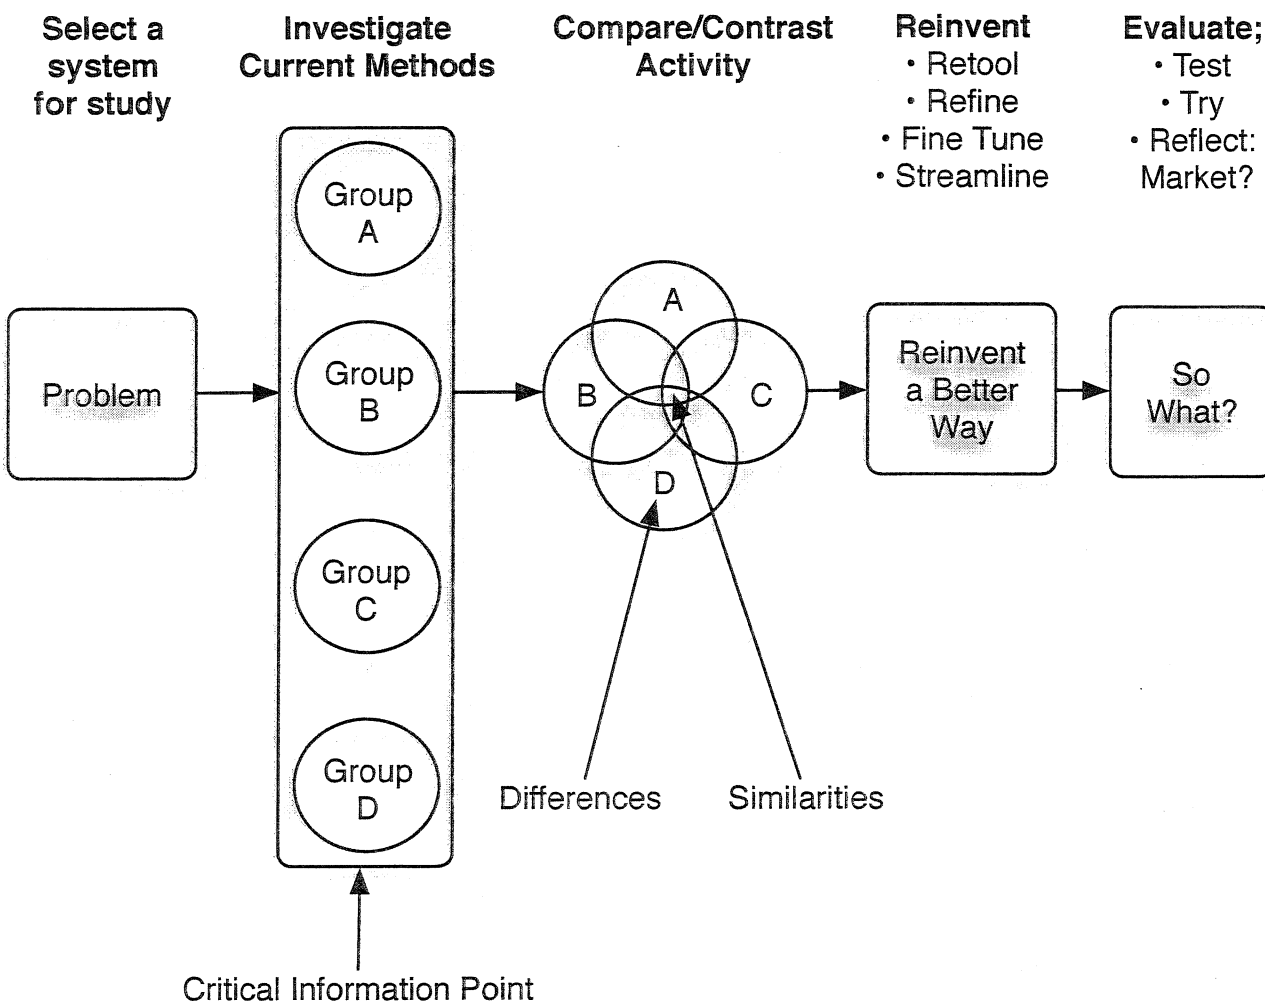 Select a
system
for study
Investigate
Current Methods
Compare/Contrast
Activity
Reinvent
• Retool
• Refine
• Fine Tune
• Streamline
Evaluate;
• Test
• Try
• Reflect:
Market?
Problem
Group
A
Group
B
Group
C
Group
D
A
B
C
D
Reinvent
a Better
Way
So
What?
Differences
Similarities
Critical Information Point